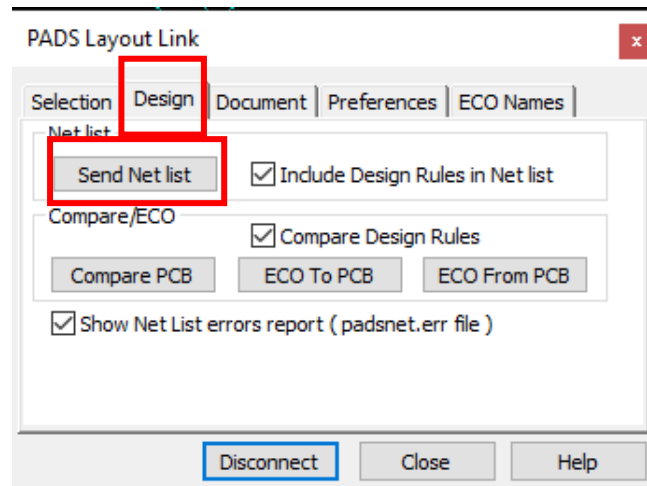 PADS Layout Link
x
Selection Design Document Preferences ECO Names
Net list
Send Net list Include Design Rules in Net list
Compare/ECO
Compare Design Rules
Compare PCB ECO To PCB ECO From PCB
Show Net List errors report ( padsnet.err file )
Disconnect Close Help